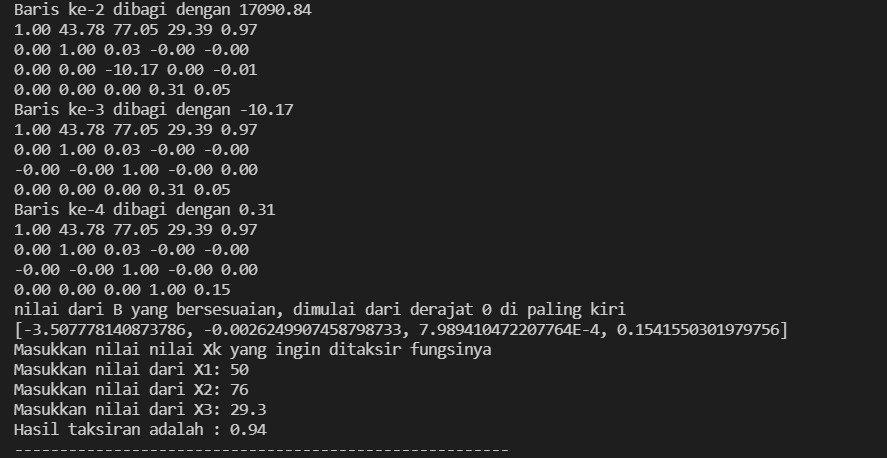 Baris ke-2 dibagi dengan 17090.84
1.00 43.78 77.05 29.39 0.97
0.00 1.00 0.03 -0.00 -0.00
0.00 0.00 -10.17 0.00 -0.01
0.00 0.00 0.00 0.31 0.05
Baris ke-3 dibagi dengan -10.17
1.00 43.78 77.05 29.39 0.97
0.00 1.00 0.03 -0.00 -0.00
-0.00 -0.00 1.00 -0.00 0.00
0.00 0.00 0.00 0.31 0.05
Baris ke-4 dibagi dengan 0.31
1.00 43.78 77.05 29.39 0.97
0.00 1.00 0.03 -0.00 -0.00
-0.00 -0.00 1.00 -0.00 0.00
0.00 0.00 0.00 1.00 0.15
nilai dari B yang bersesuaian, dimulai dari derajat 0 di paling kiri
[-3.507778140873786, -0.0026249907458798733, 7.989410472207764E-4, 0.1541550301979756]
Masukkan nilai nilai Xk yang ingin ditaksir fungsinya
Masukkan nilai dari X1: 50
Masukkan nilai dari X2: 76
Masukkan nilai dari X3: 29.3
Hasil taksiran adalah : 0.94
-------------------------------------------------------